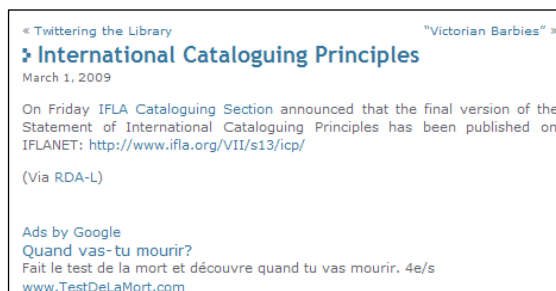 « Twittering the Library
“Victorian Barbies” »
International Cataloguing Principles
March 1, 2009
On Friday IFLA Cataloguing Section announced that the final version of the
Statement of International Cataloguing Principles has been published on
IFLANET: http://www.ifla.org/VII/s13/icp/
(Via RDA-L)
Ads by Google
Quand vas-tu mourir?
Fait le test de la mort et découvre quand tu vas mourir. 4e/s
www.TestDeLaMort.com